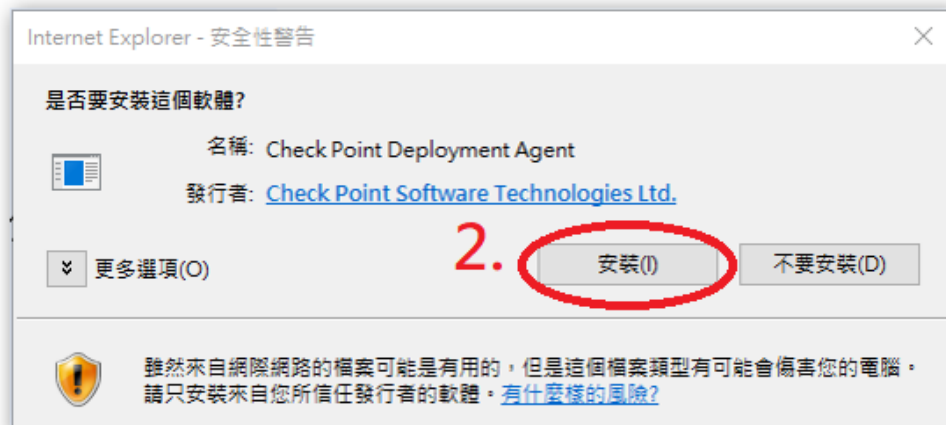 Internet Explorer - 安全性警告
是否要安裝這個軟體?
名稱: Check Point Deployment Agent
發行者: Check Point Software Technologies Ltd.
更多選項(O)
2.
安裝(I)
不要安裝(D)
雖然來自網際網路的檔案可能是有用的，但是這個檔案類型有可能會傷害您的電腦。
請只安裝來自您所信任發行者的軟體。有什麼樣的風險?